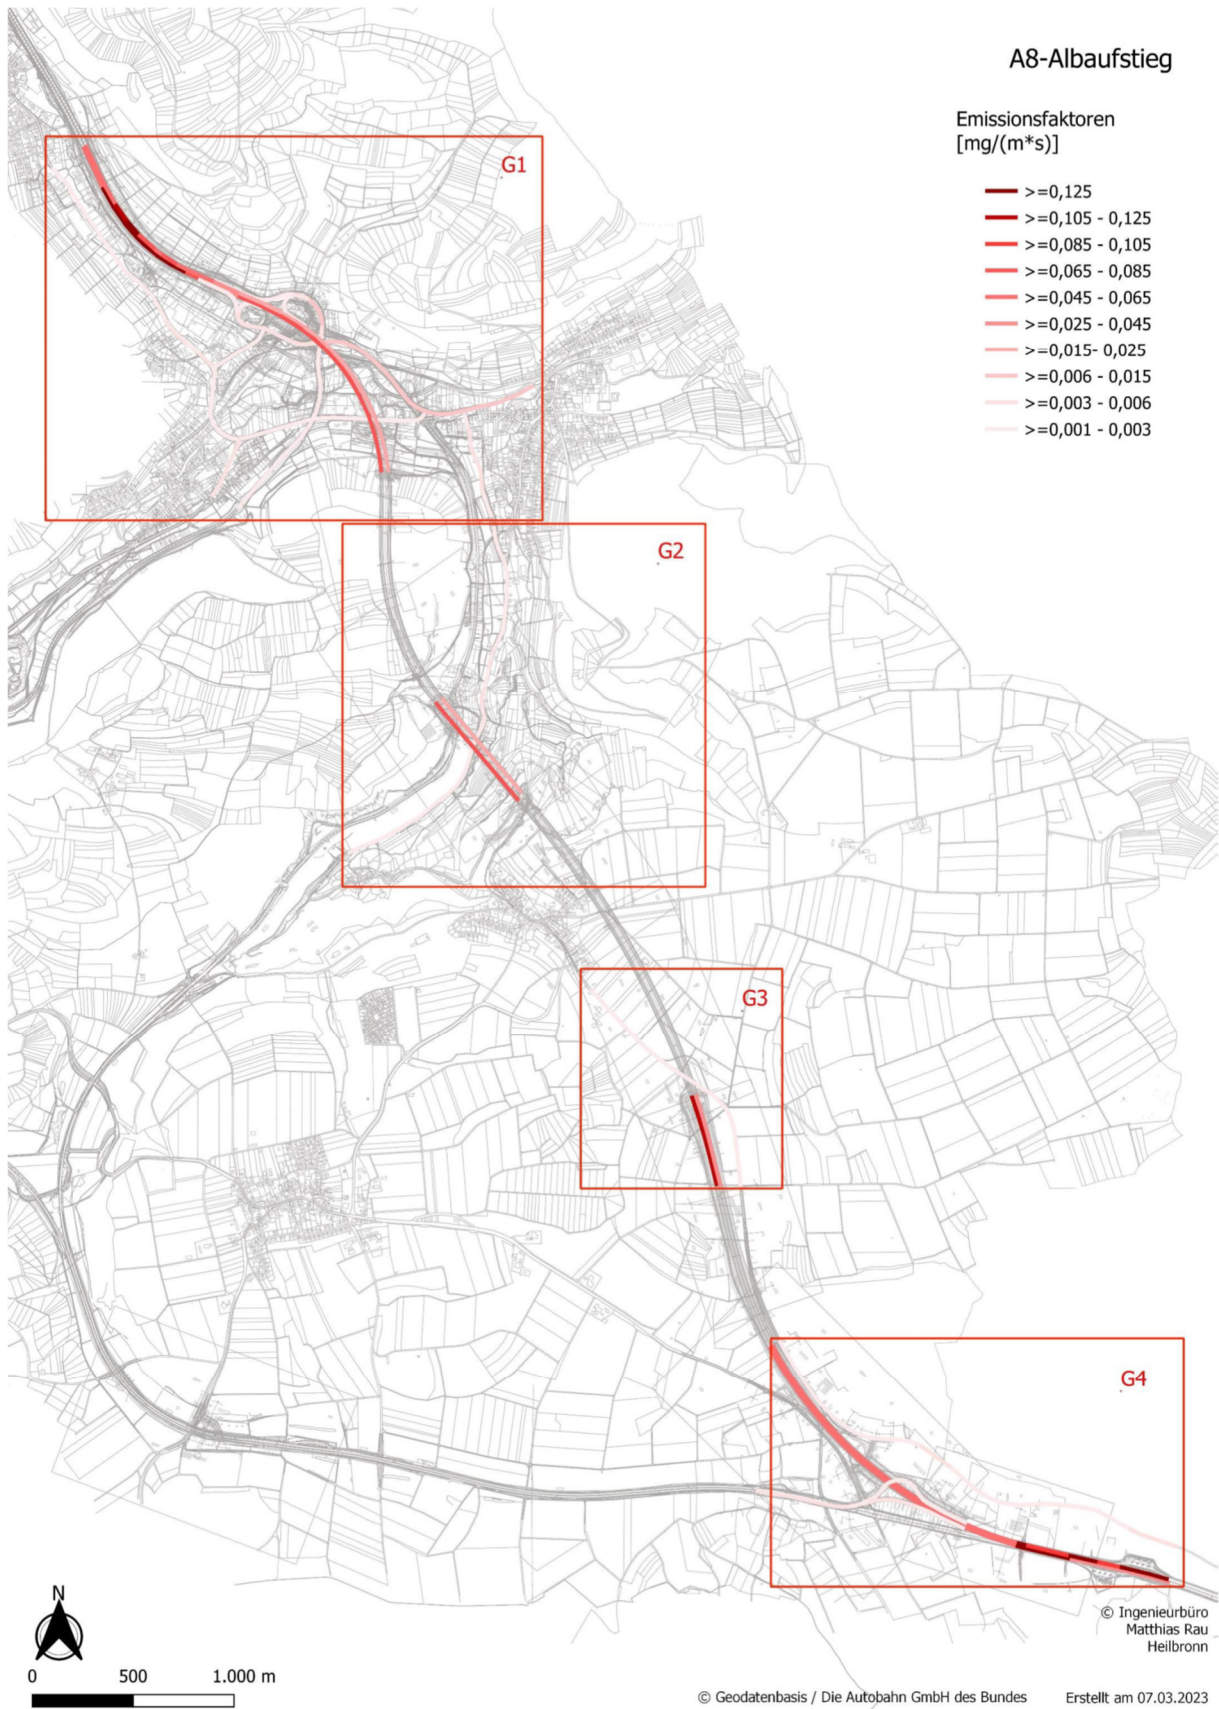 A8-Albaufstieg
Emissionsfaktoren
[mg/(m*s)]
>=0,125
>=0,105 - 0,125
>=0,085 - 0,105
>=0,065 - 0,085
>=0,045 - 0,065
>=0,025 - 0,045
>=0,015- 0,025
>=0,006 - 0,015
>=0,003 - 0,006
>=0,001 - 0,003
G1
G2
G3
G4
N
0 500 1.000 m
© Ingenieurbüro
Matthias Rau
Heilbronn
© Geodatenbasis / Die Autobahn GmbH des Bundes Erstellt am 07.03.2023